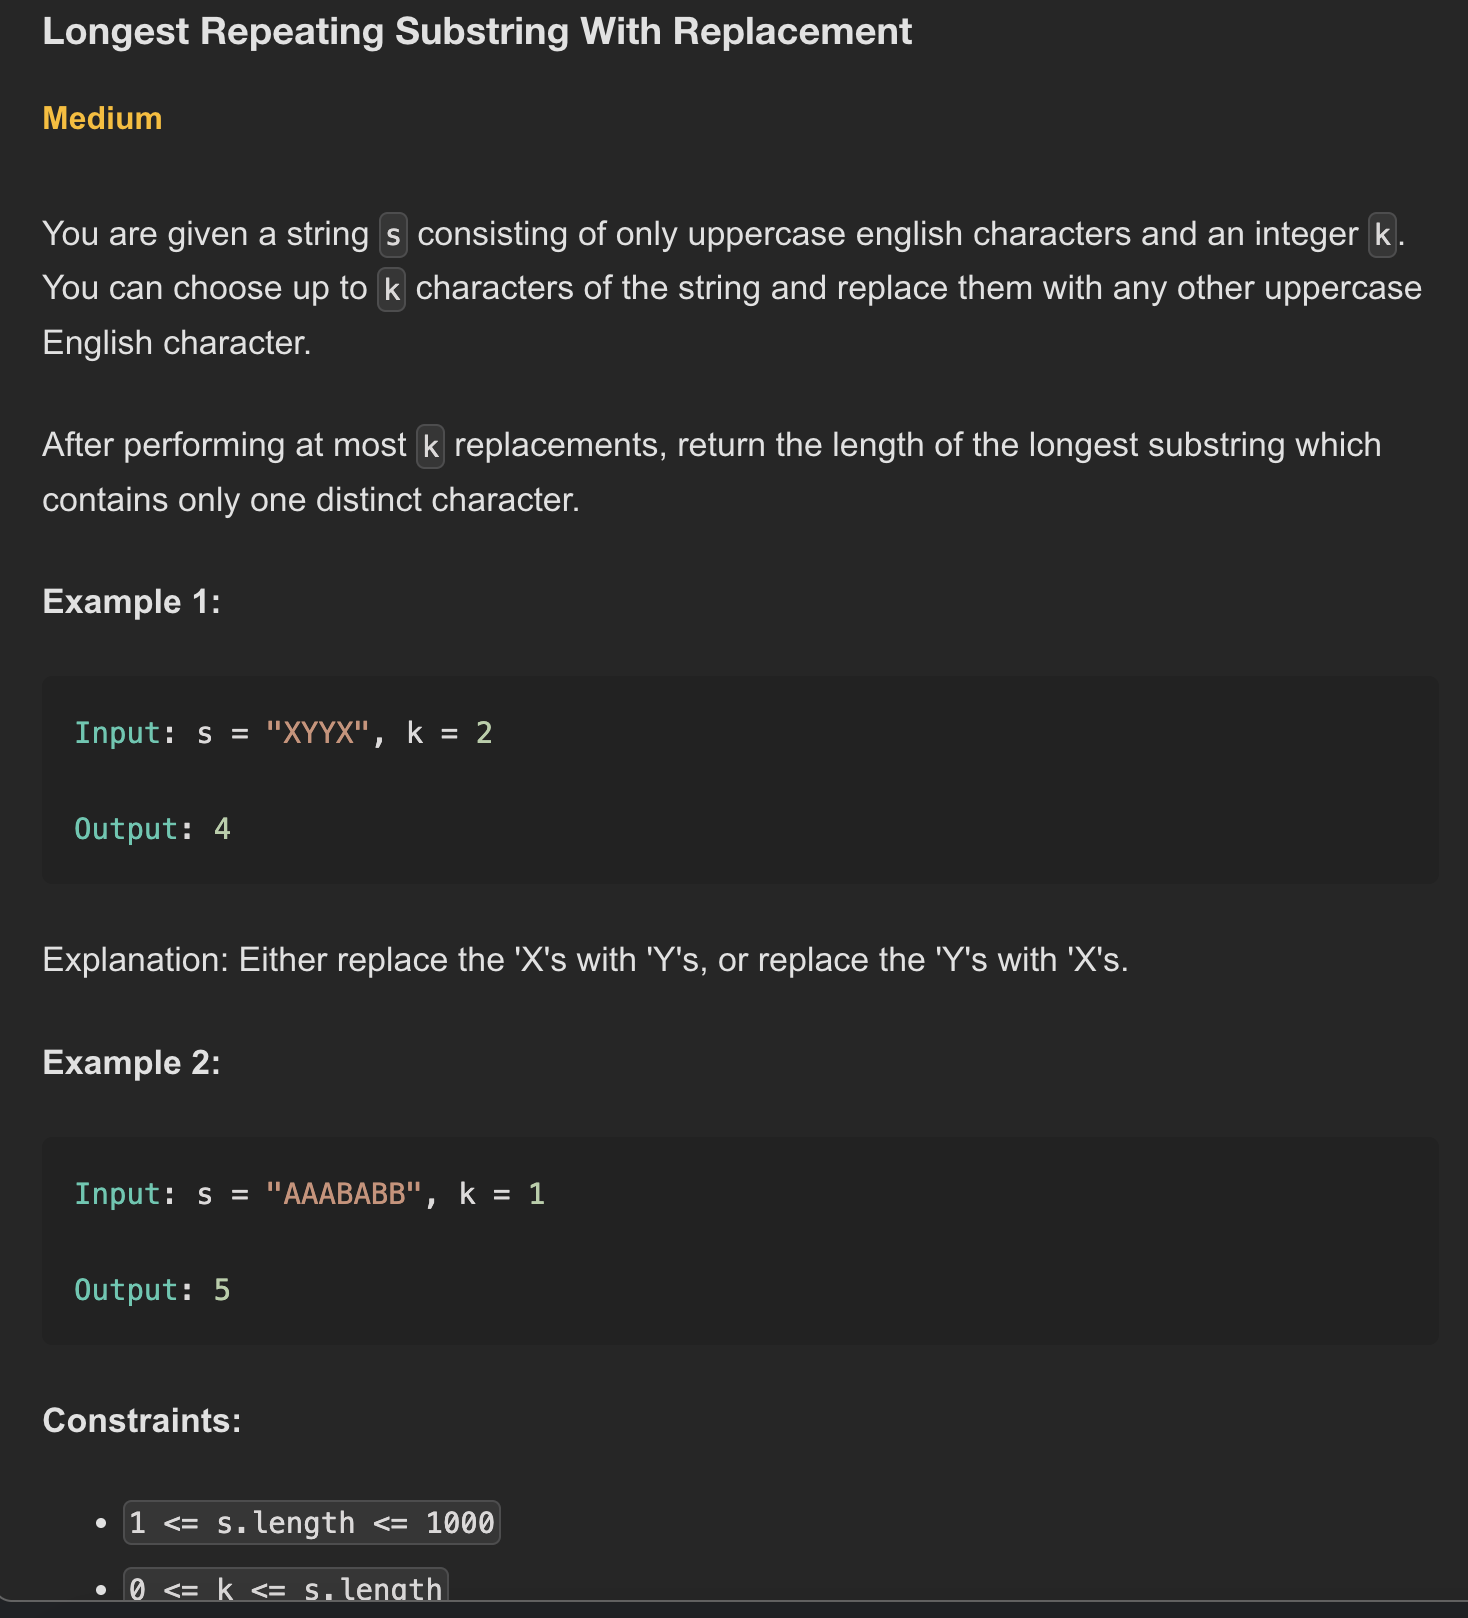 Longest Repeating Substring With Replacement
Medium
You are given a string s consisting of only uppercase english characters and an integer k.
You can choose up to k characters of the string and replace them with any other uppercase
English character.
After performing at most k replacements, return the length of the longest substring which
contains only one distinct character.
Example 1:
Input: s = "XYYX", k = 2
Output: 4
Explanation: Either replace the 'X's with 'Y's, or replace the 'Y's with 'X's.
Example 2:
Input: s = "AAABABB", k = 1
Output: 5
Constraints:
• 1 <= s.length <= 1000
• 0 <= k <= s.length